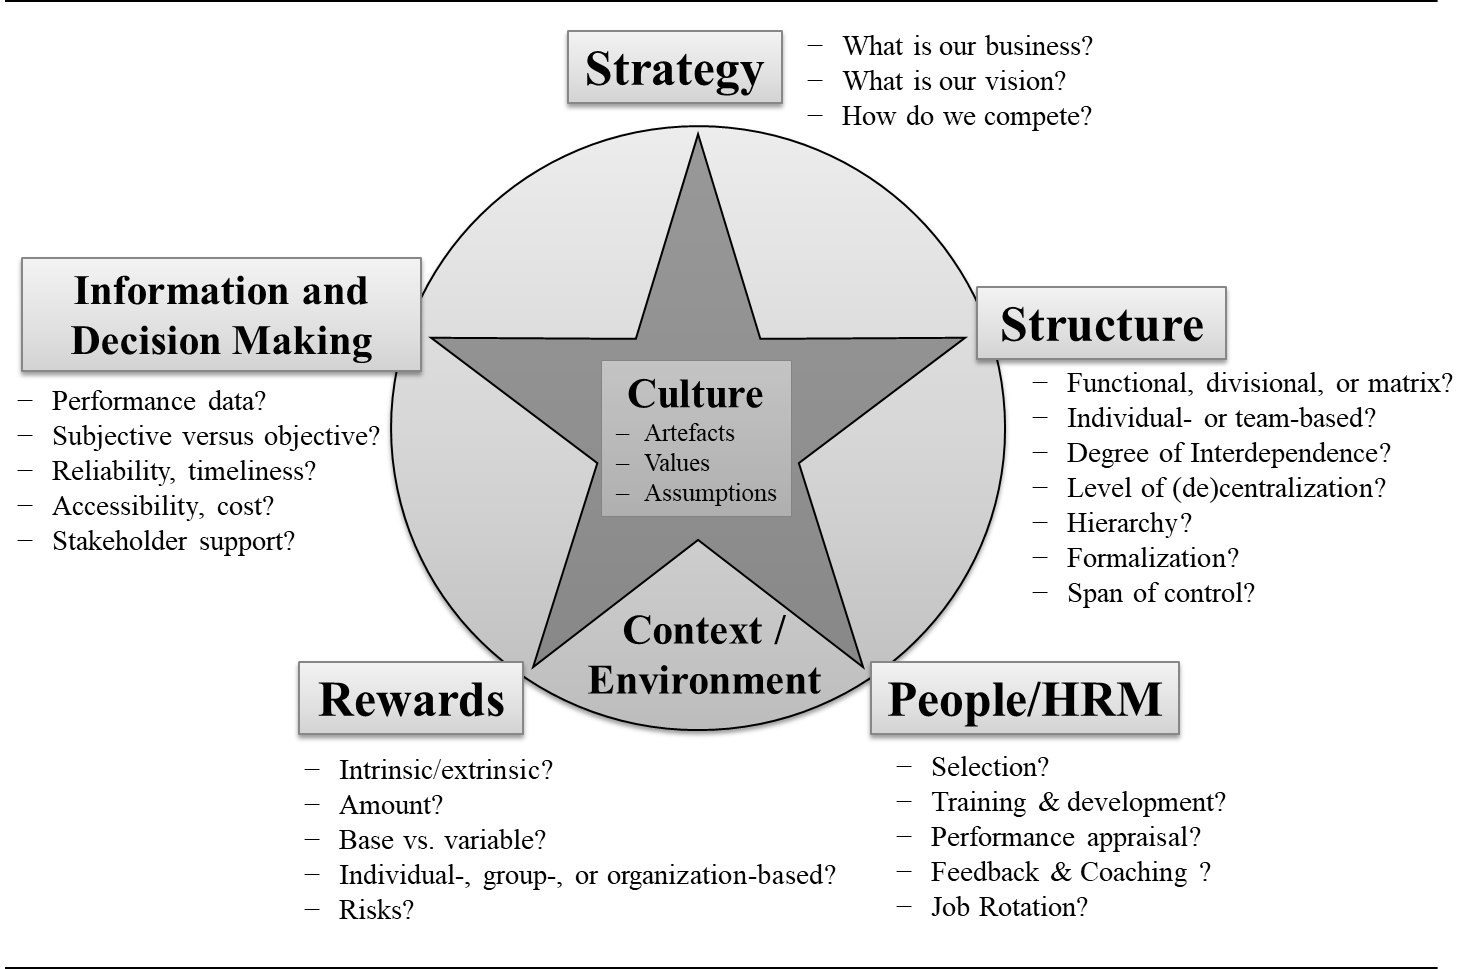 Strategy
– What is our business?
– What is our vision?
– How do we compete?
Information and
Decision Making
– Performance data?
– Subjective versus objective?
– Reliability, timeliness?
– Accessibility, cost?
– Stakeholder support?
Structure
– Functional, divisional, or matrix?
– Individual- or team-based?
– Degree of Interdependence?
– Level of (de)centralization?
– Hierarchy?
– Formalization?
– Span of control?
Culture
– Artefacts
– Values
– Assumptions
Context /
Environment
Rewards
– Intrinsic/extrinsic?
– Amount?
– Base vs. variable?
– Individual-, group-, or organization-based?
– Risks?
People/HRM
– Selection?
– Training & development?
– Performance appraisal?
– Feedback & Coaching ?
– Job Rotation?